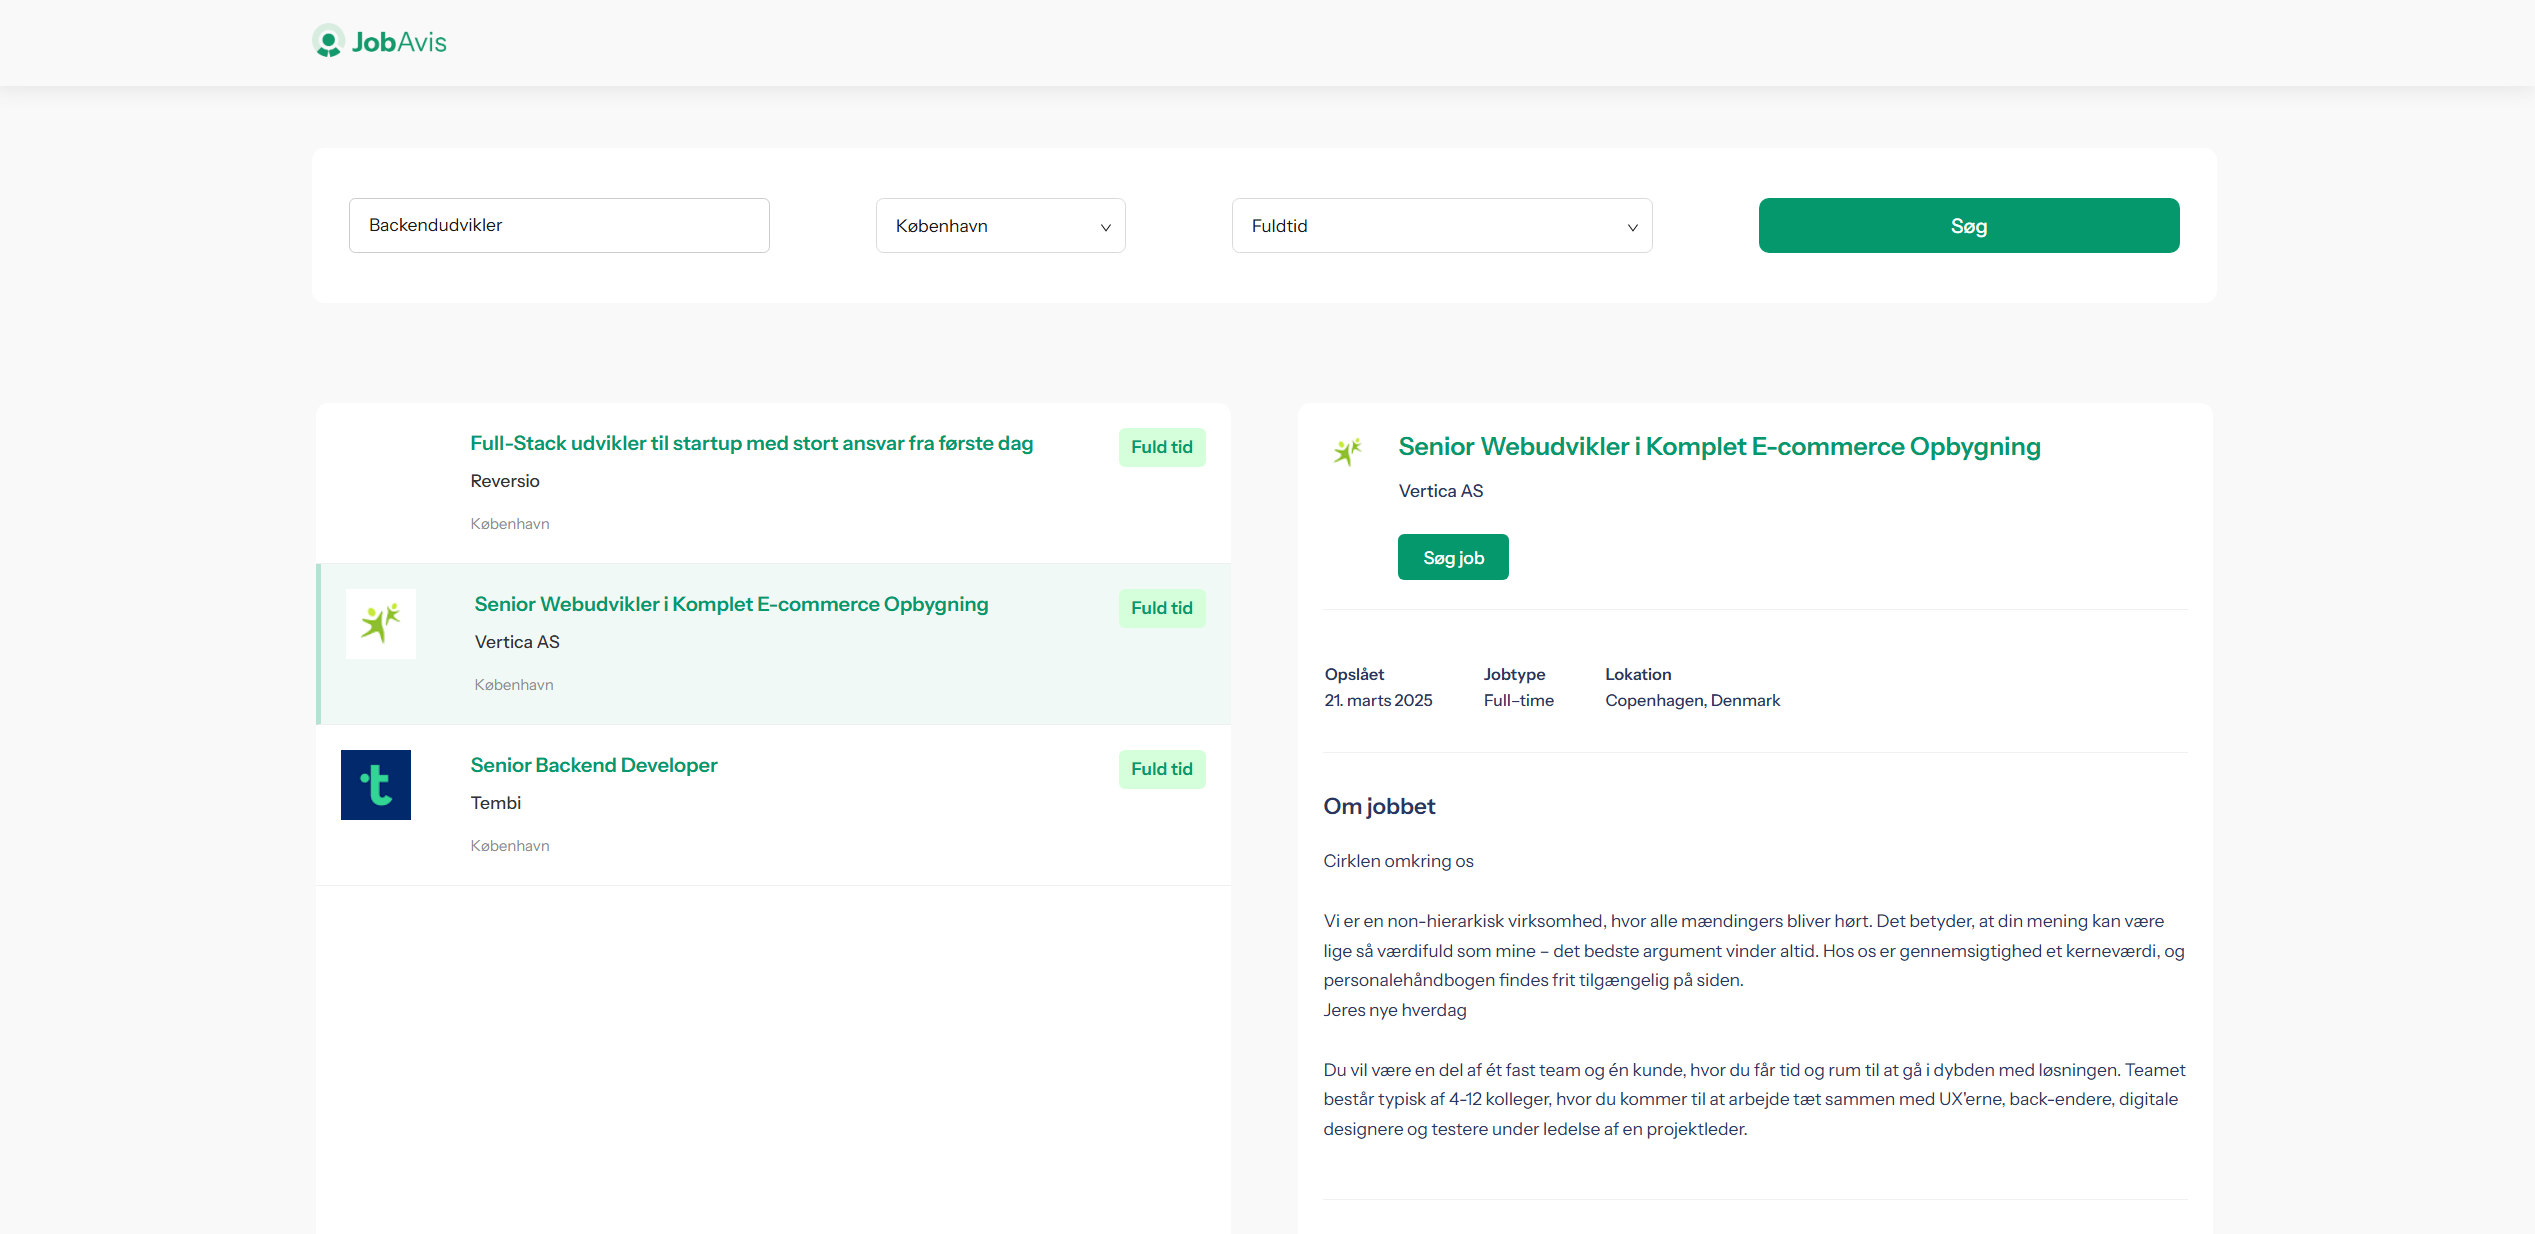 JobAvis
Backendudvikler
København
Fuldtid
Søg
Full-Stack udvikler til startup med stort ansvar fra første dag
Fuld tid
Reversio
København
Senior Webudvikler i Komplet E-commerce Opbygning
Fuld tid
Vertica AS
København
Senior Backend Developer
Fuld tid
Tembi
København
Senior Webudvikler i Komplet E-commerce Opbygning
Vertica AS
Søg job
Opslået
21. marts 2025
Jobtype
Full-time
Lokation
Copenhagen, Denmark
Om jobbet
Cirklen omkring os
Vi er en non-hierarkisk virksomhed, hvor alle mændingers bliver hørt. Det betyder, at din mening kan være
lige så værdifuld som mine – det bedste argument vinder altid. Hos os er gennemsigtighed et kerneværdi, og
personalehåndbogen findes frit tilgængelig på siden.
Jeres nye hverdag
Du vil være en del af ét fast team og én kunde, hvor du får tid og rum til at gå i dybden med løsningen. Teamet
består typisk af 4-12 kolleger, hvor du kommer til at arbejde tæt sammen med UX'erne, back-endere, digitale
designere og testere under ledelse af en projektleder.